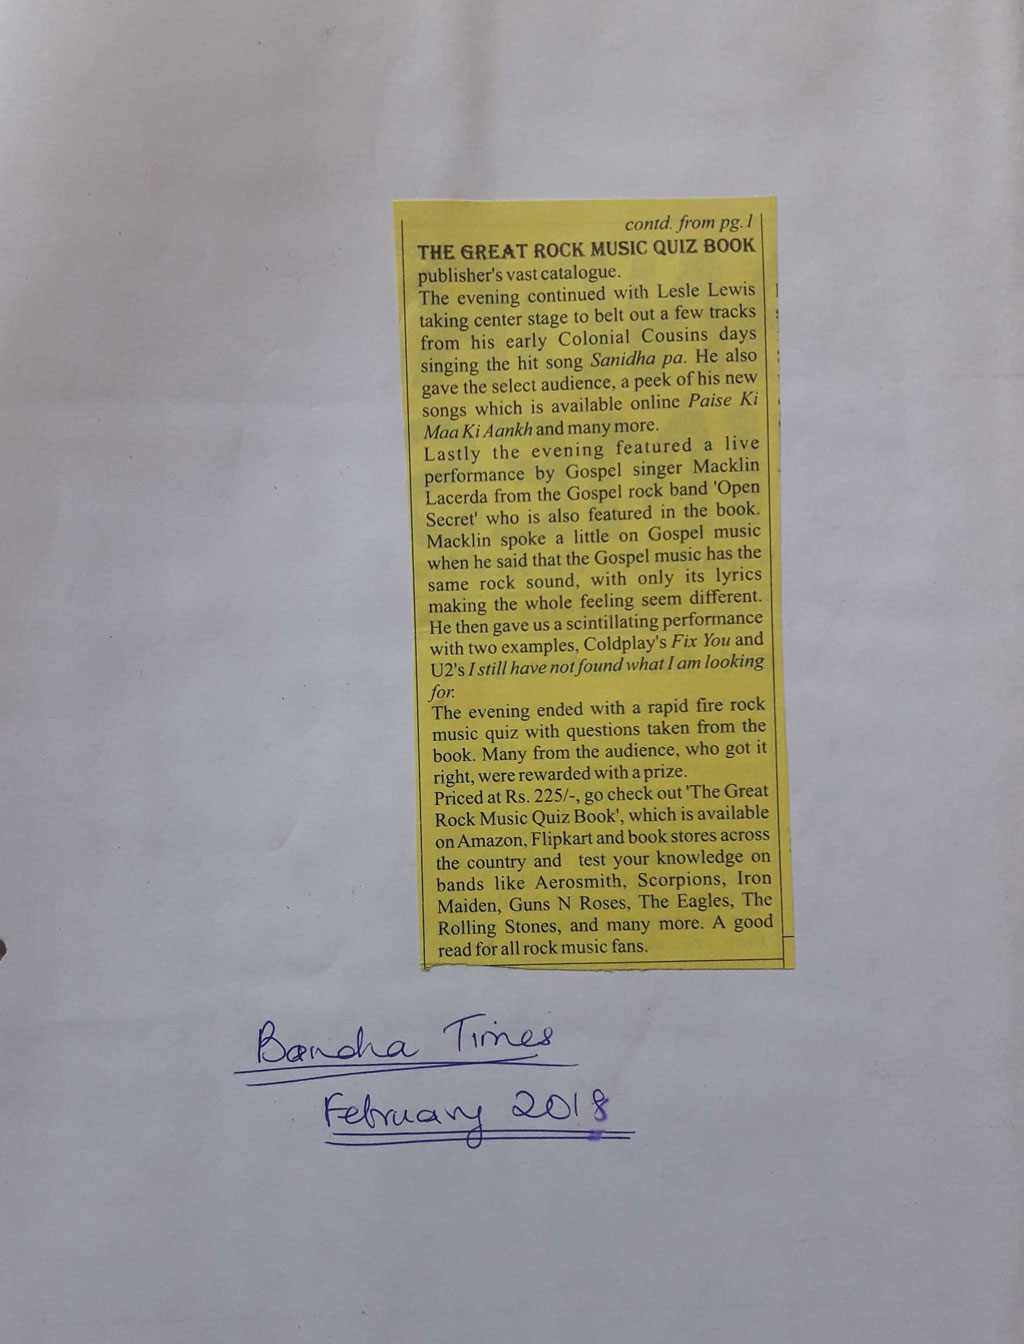 contd. from pg.1
THE GREAT ROCK MUSIC QUIZ BOOK
publisher's vast catalogue.
The evening continued with Lesle Lewis
taking center stage to belt out a few tracks
from his early Colonial Cousins days
singing the hit song Sanidha pa. He also
gave the select audience, a peek of his new
songs which is available online Paise Ki
Maa Ki Aankh and many more.
Lastly the evening featured a live
performance by Gospel singer Macklin
Lacerda from the Gospel rock band 'Open
Secret' who is also featured in the book.
Macklin spoke a little on Gospel music
when he said that the Gospel music has the
same rock sound, with only its lyrics
making the whole feeling seem different.
He then gave us a scintillating performance
with two examples, Coldplay's Fix You and
U2's I still have not found what I am looking
for.
The evening ended with a rapid fire rock
music quiz with questions taken from the
book. Many from the audience, who got it
right, were rewarded with a prize.
Priced at Rs. 225/-, go check out 'The Great
Rock Music Quiz Book', which is available
on Amazon, Flipkart and book stores across
the country and test your knowledge on
bands like Aerosmith, Scorpions, Iron
Maiden, Guns N Roses, The Eagles, The
Rolling Stones, and many more. A good
read for all rock music fans.
Bandra Times
February 2018